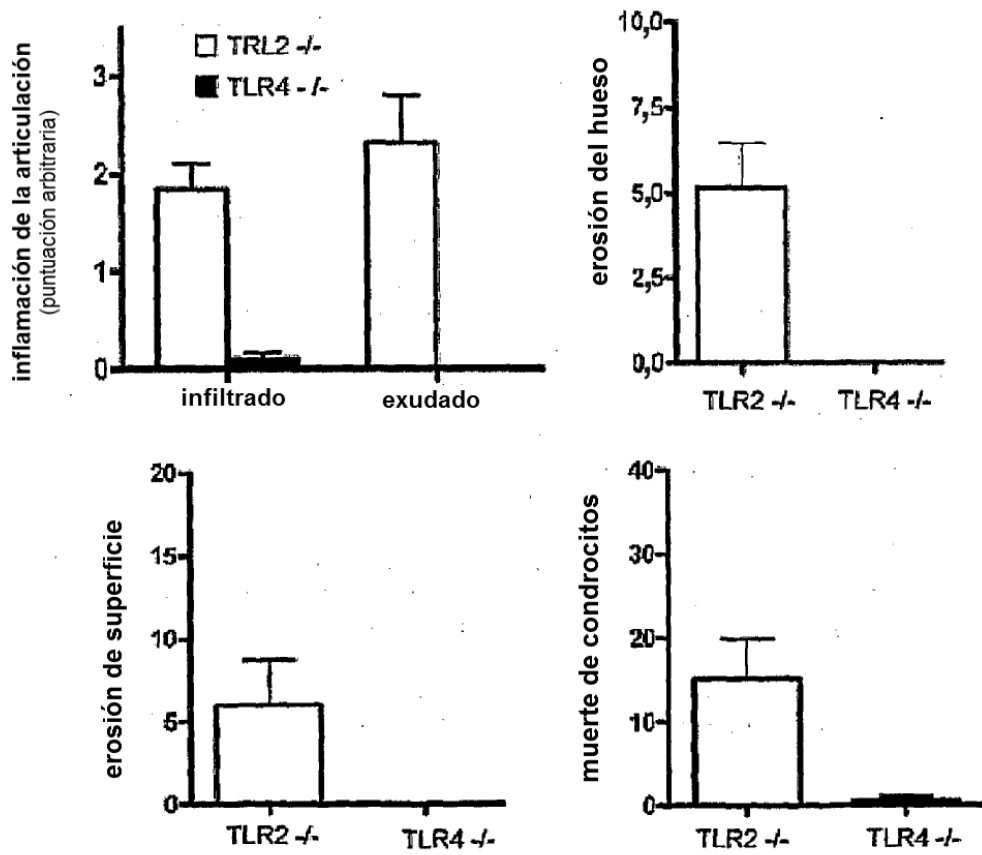 inflamación de la articulación
(puntuación arbitraria)
TRL2 -/-
TLR4 -/-
3
2
1
0
infiltrado exudado
erosión del hueso
10,0
7,5
5,0
2,5
0,0
TLR2 -/- TLR4 -/-
erosión de superficie
20
15
10
5
0
TLR2 -/- TLR4 -/-
muerte de condrocitos
40
30
20
10
0
TLR2 -/- TLR4 -/-